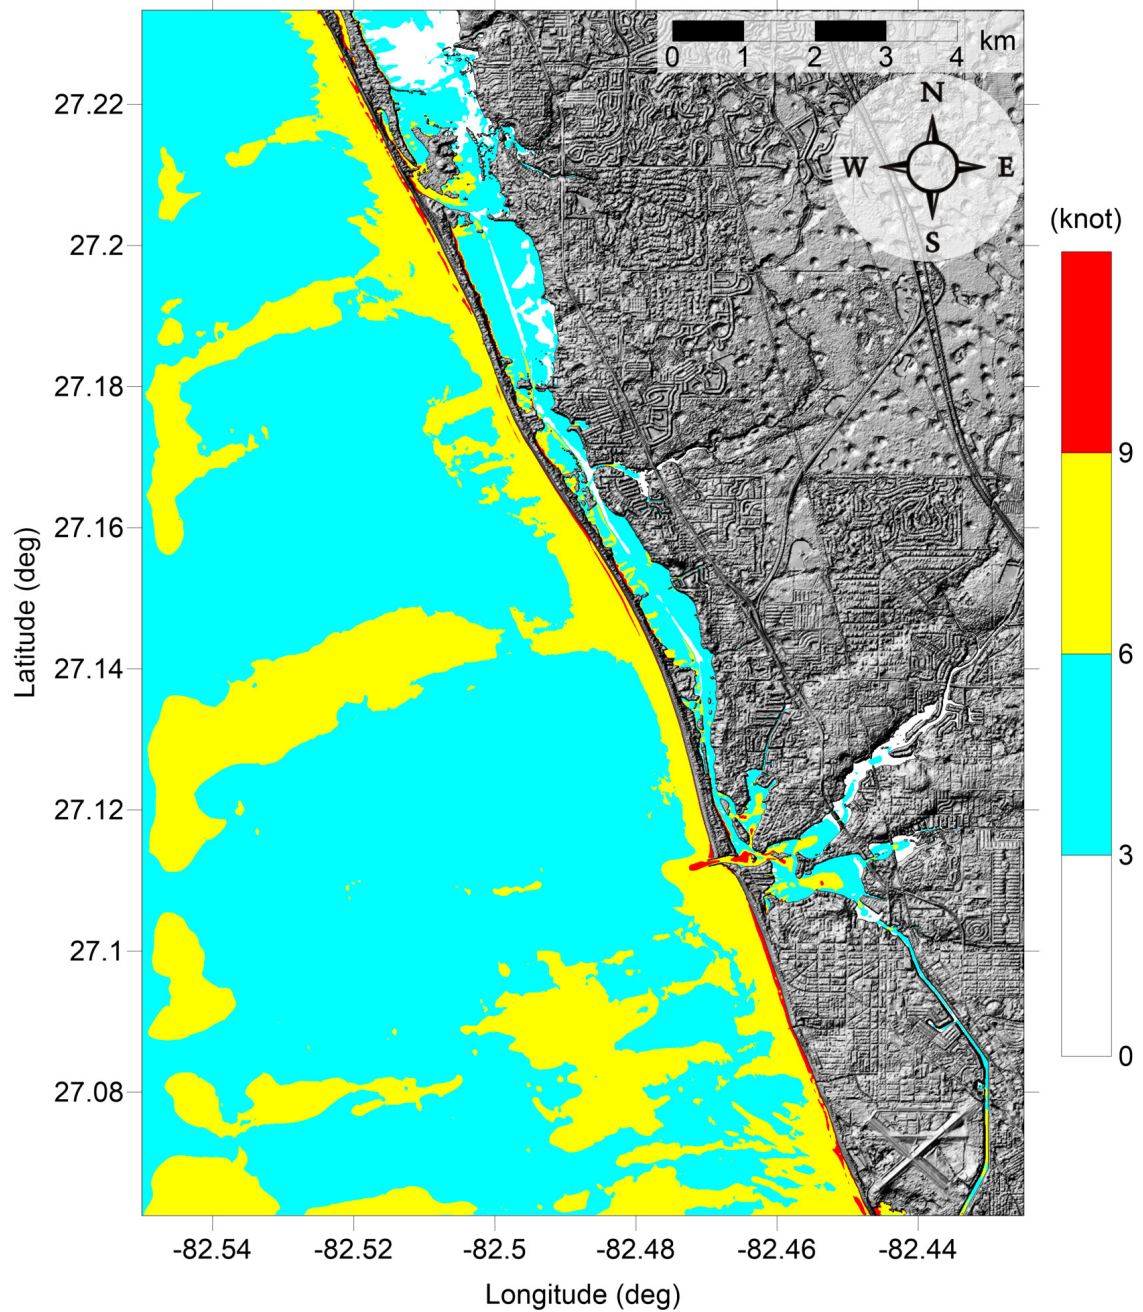 0 1 2 3 4 km
N
W E
S
(knot)
9
6
3
0
27.22
27.2
27.18
27.16
27.14
27.12
27.1
27.08
Latitude (deg)
-82.54 -82.52 -82.5 -82.48 -82.46 -82.44
Longitude (deg)